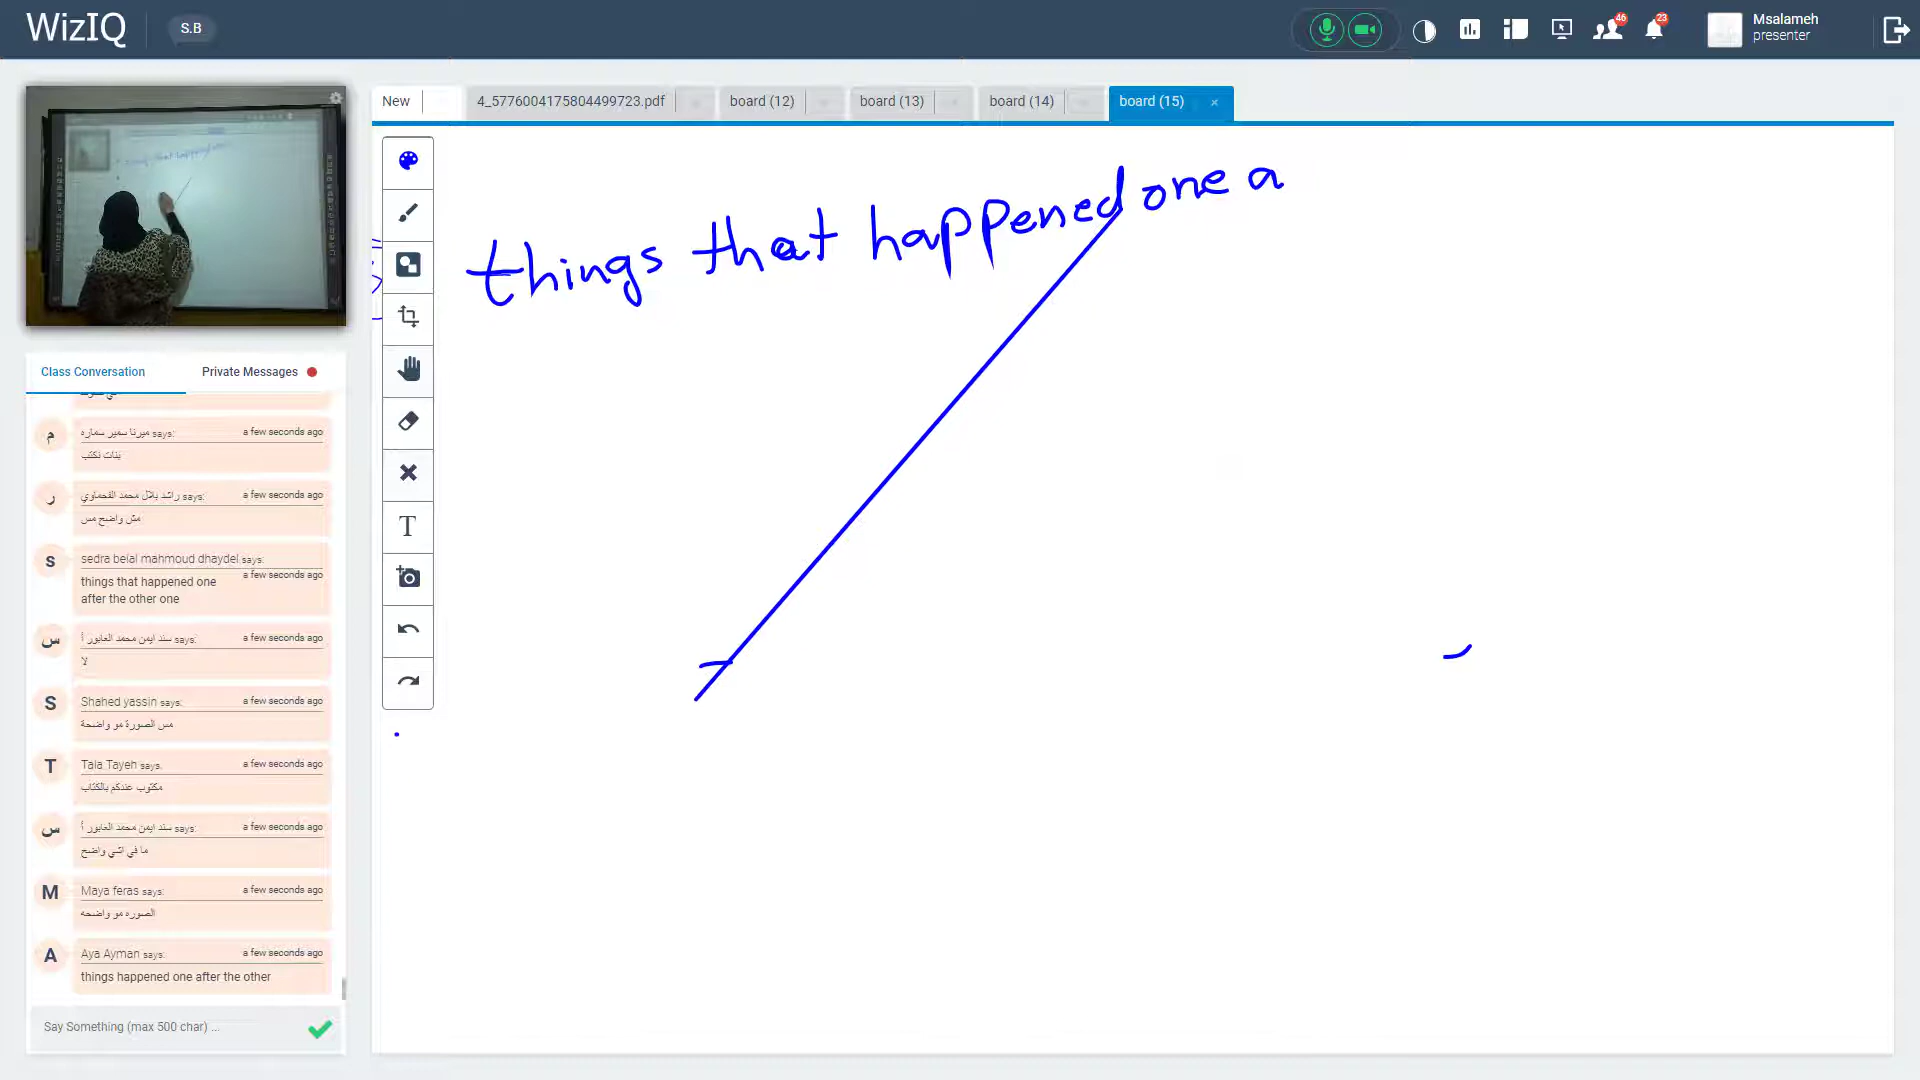 WizIQ
S.B
46
23
Msalameh
presenter
New
4_5776004175804499723.pdf
board (12)
board (13)
board (14)
board (15)
things that happened one a
Class Conversation
Private Messages
ميرنا سمير سماره says:
a few seconds ago
بنات نكتب
راشد بلال محمد القحماوي says:
a few seconds ago
مش واضح مس
sedra belal mahmoud dhaydel says:
a few seconds ago
things that happened one
after the other one
سند ايمن محمد العابور أ says:
a few seconds ago
لا
Shahed yassin says:
a few seconds ago
مس الصورة مو واضحة
Tala Tayeh says:
a few seconds ago
مكتوب عندكم بالكتاب
سند ايمن محمد العابور أ says:
a few seconds ago
ما في اشي واضح
Maya feras says:
a few seconds ago
الصوره مو واضحه
Aya Ayman says:
a few seconds ago
things happened one after the other
Say Something (max 500 char) ...